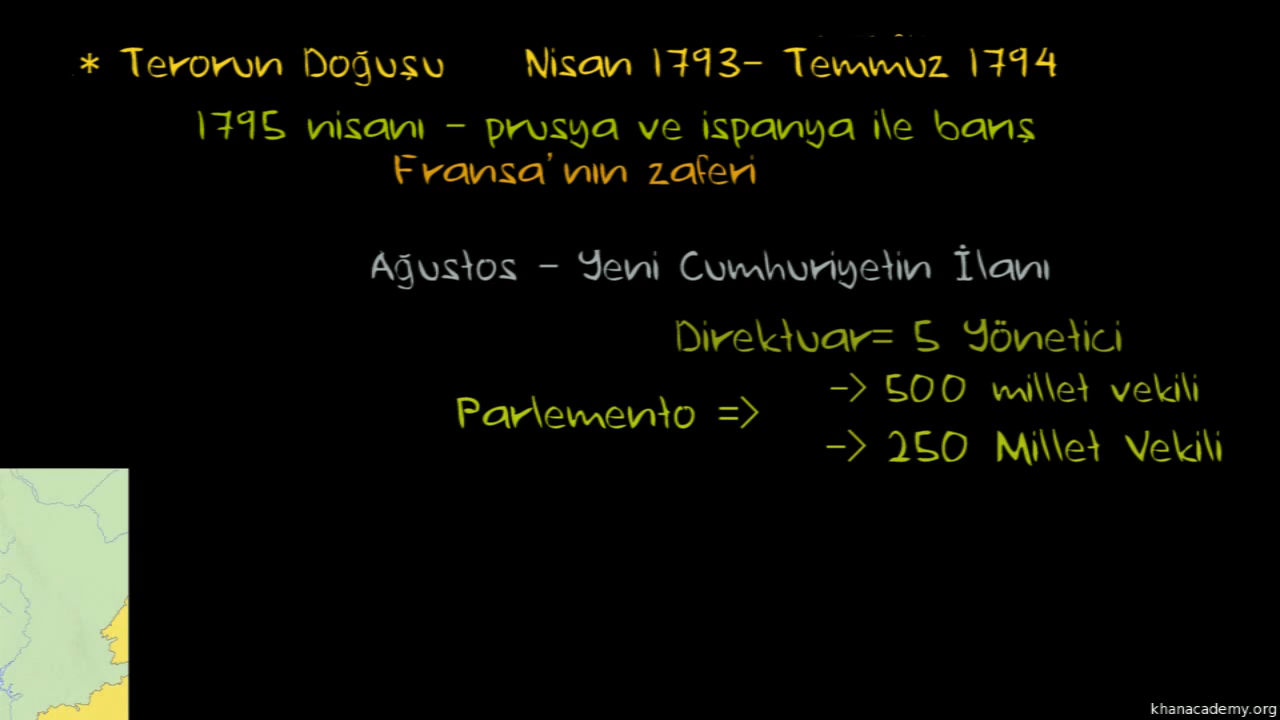 * Terorun Doğuşu Nisan 1793- Temmuz 1794
1795 nisanı - prusya ve ispanya ile barış
Fransa'nın zaferi
Ağustos - Yeni Cumhuriyetin İlanı
Direktuar= 5 Yönetici
Parlemento =>
-> 500 millet vekili
-> 250 Millet Vekili
khanacademy.org